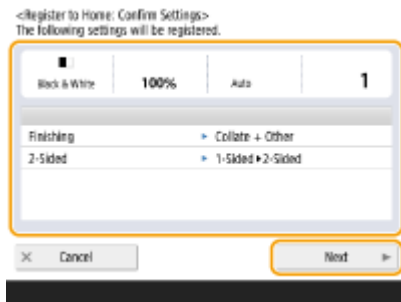 <Register to Home: Confirm Settings>
The following settings will be registered.
Black & White 100% Auto 1
Finishing ▸ Collate + Other
2-Sided ▸ 1-Sided▸2-Sided
× Cancel Next ▸